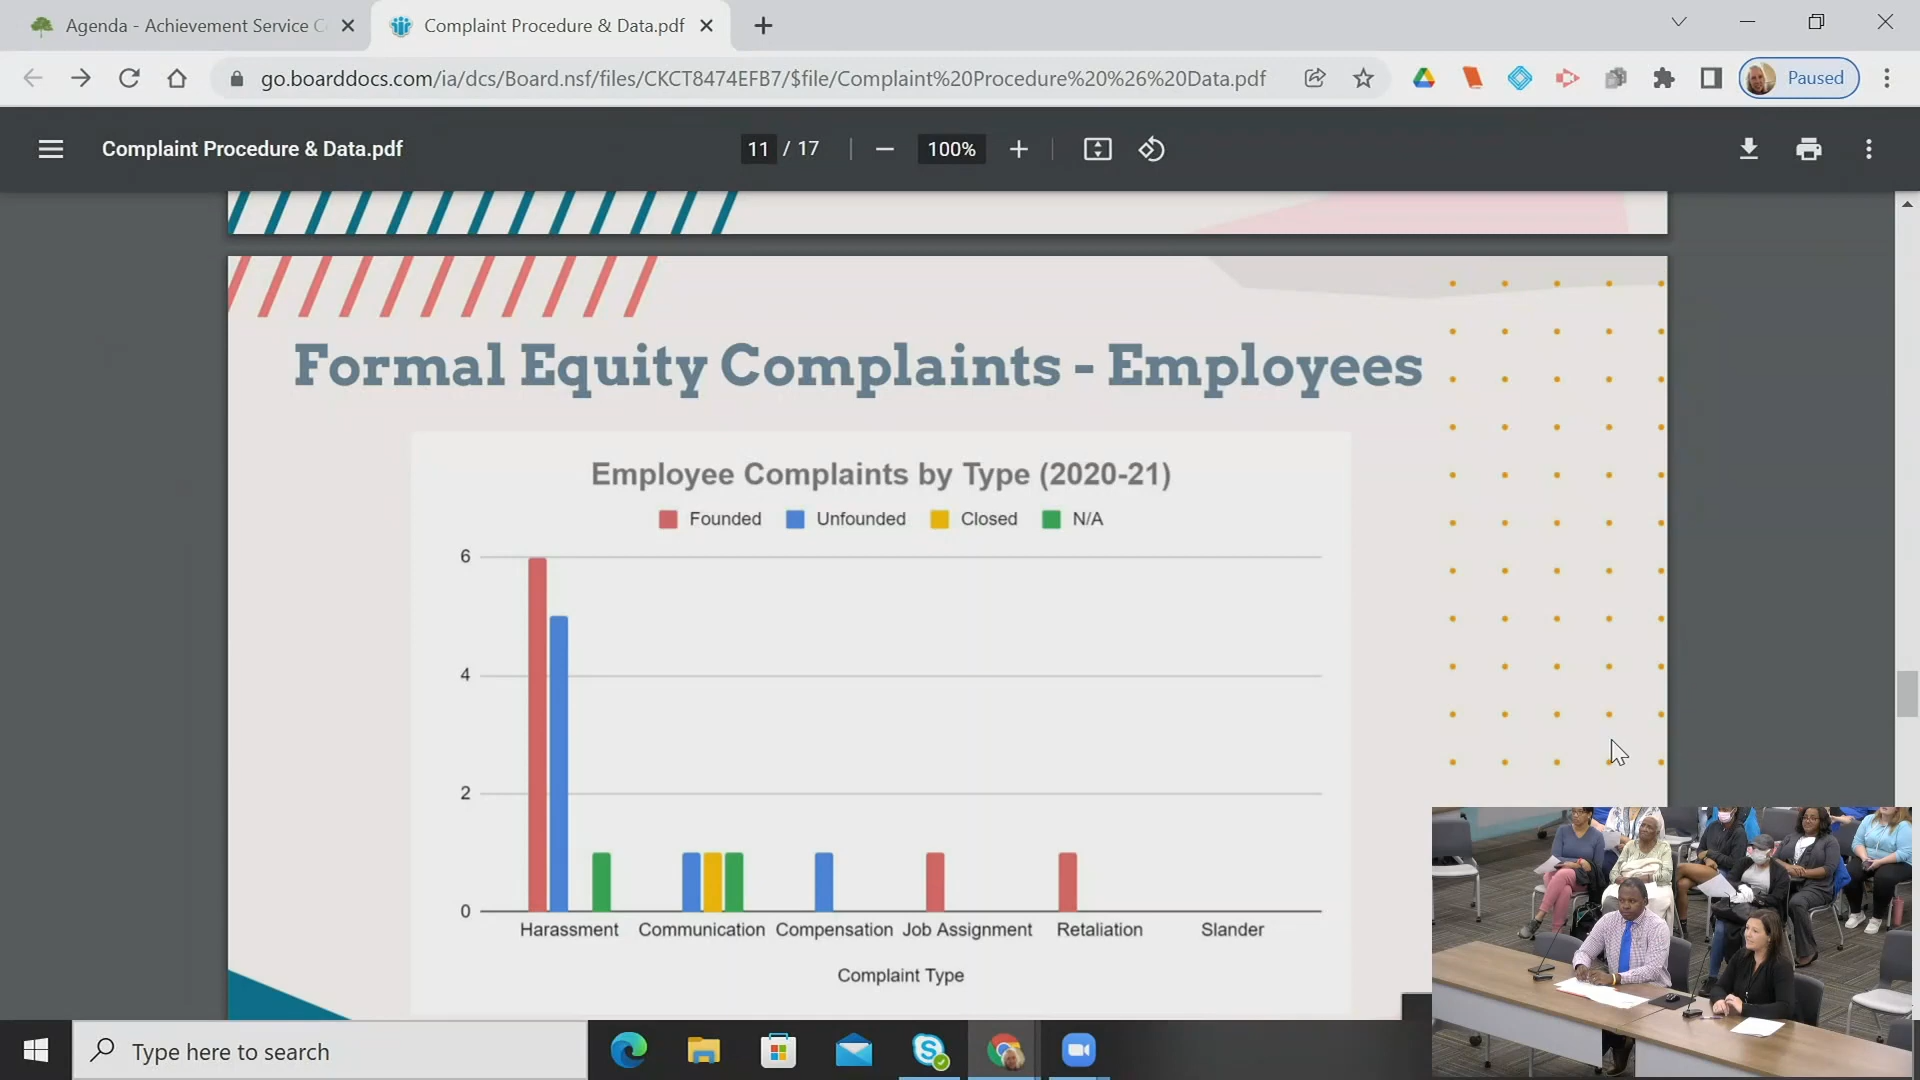 Agenda - Achievement Service C
Complaint Procedure & Data.pdf
go.boarddocs.com/ia/dcs/Board.nsf/files/CKCT8474EFB7/$file/Complaint%20Procedure%20%26%20Data.pdf
Paused
Complaint Procedure & Data.pdf
11 / 17
100%
Formal Equity Complaints - Employees
Employee Complaints by Type (2020-21)
Founded Unfounded Closed N/A
6
4
2
0
Harassment Communication Compensation Job Assignment Retaliation Slander
Complaint Type
Type here to search